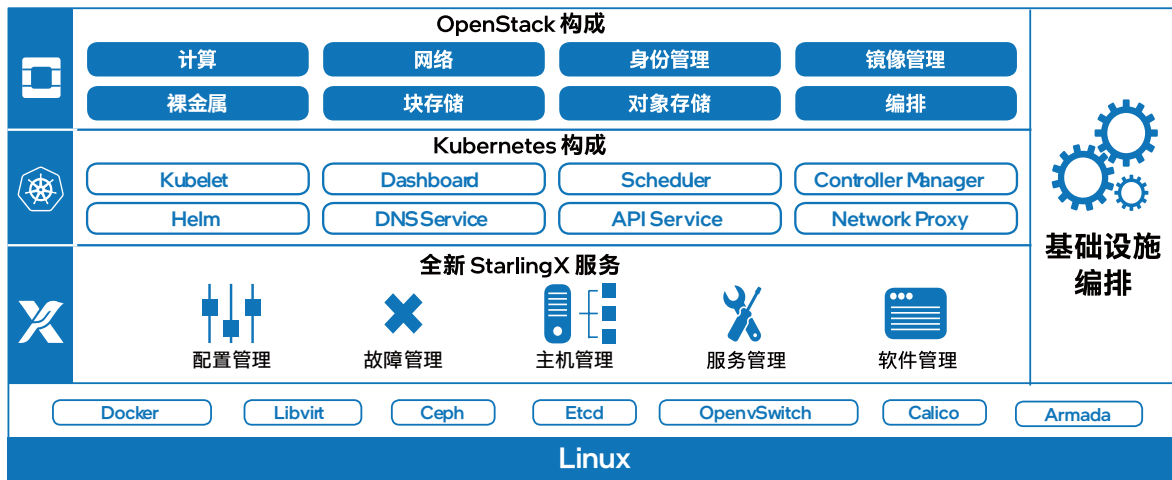 OpenStack 构成
计算 网络 身份管理 镜像管理
裸金属 块存储 对象存储 编排
Kubernetes 构成
Kubelet Dashboard Scheduler Controller Manager
Helm DNS Service API Service Network Proxy
全新 StarlingX 服务
配置管理 故障管理 主机管理 服务管理 软件管理
基础设施
编排
Docker Libvirt Ceph Etcd OpenvSwitch Calico Armada
Linux